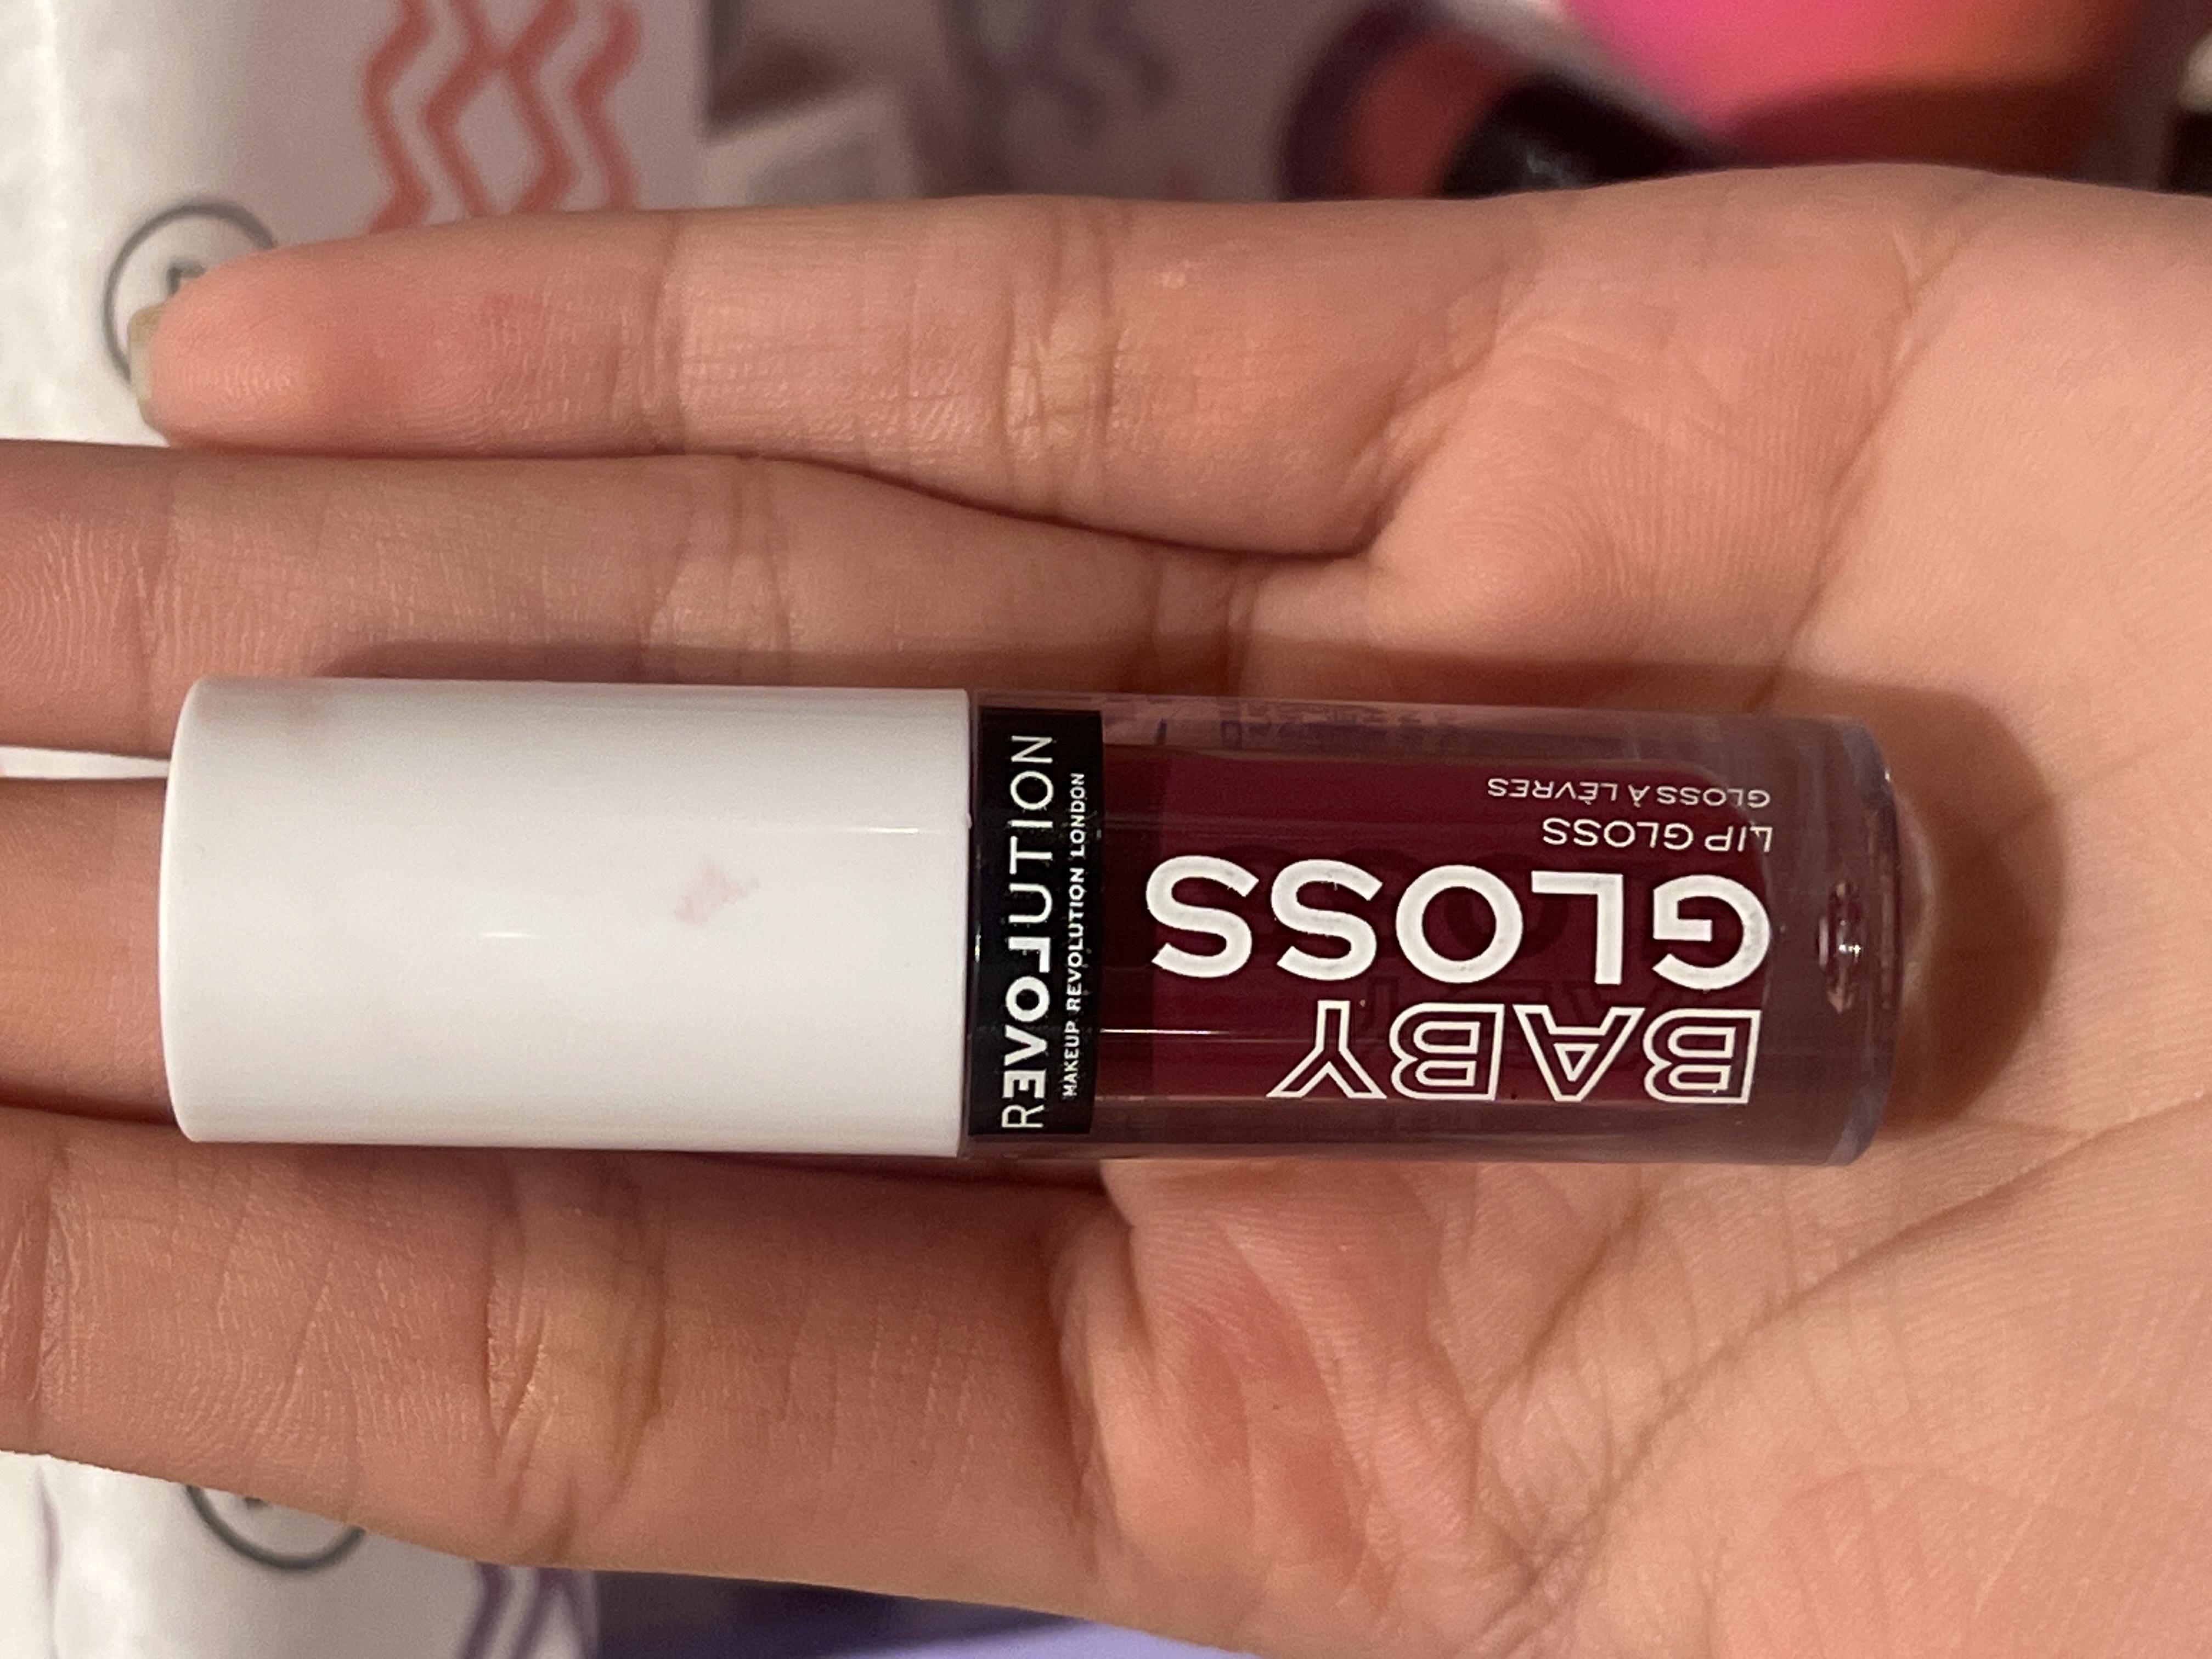 REVOLUTION
MAKEUP REVOLUTION LONDON
BABY
GLOSS
LIP GLOSS
GLOSS À LÈVRES